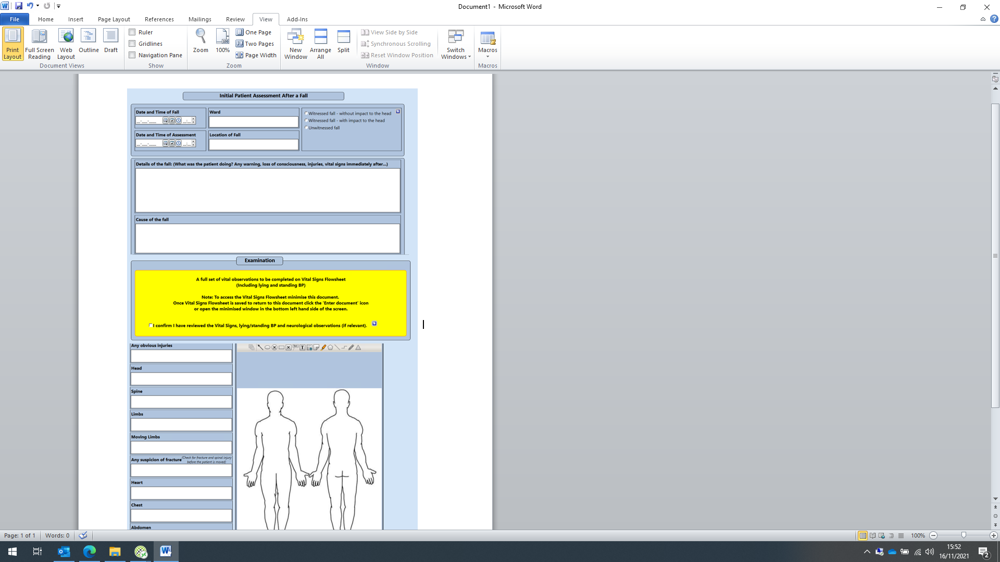 Document1 - Microsoft Word
File Home Insert Page Layout References Mailings Review View Add-Ins
Print Layout
Full Screen Reading
Web Layout
Outline
Draft
Document Views
Ruler
Gridlines
Navigation Pane
Show
Zoom
100%
One Page
Two Pages
Page Width
Zoom
New Window
Arrange All
Split
View Side by Side
Synchronous Scrolling
Reset Window Position
Window
Switch Windows
Macros
Macros
Initial Patient Assessment After a Fall
Date and Time of Fall
Ward
Witnessed fall - without impact to the head
Witnessed fall - with impact to the head
Unwitnessed fall
Date and Time of Assessment
Location of Fall
Details of the fall: (What was the patient doing? Any warning, loss of consciousness, injuries, vital signs immediately after...)
Cause of the fall
Examination
A full set of vital observations to be completed on Vital Signs Flowsheet
(Including lying and standing BP)
Note: To access the Vital Signs Flowsheet minimise this document.
Once Vital Signs Flowsheet is saved to return to this document click the 'Enter document' icon
or open the minimised window in the bottom left hand side of the screen.
I confirm I have reviewed the Vital Signs, lying/standing BP and neurological observations (if relevant).
Any obvious injuries
Head
Spine
Limbs
Moving Limbs
Any suspicion of fracture
(Check for fracture and spinal injury
before the patient is moved)
Heart
Chest
Abdomen
Page: 1 of 1 Words: 0
100%
15:52
16/11/2021
2